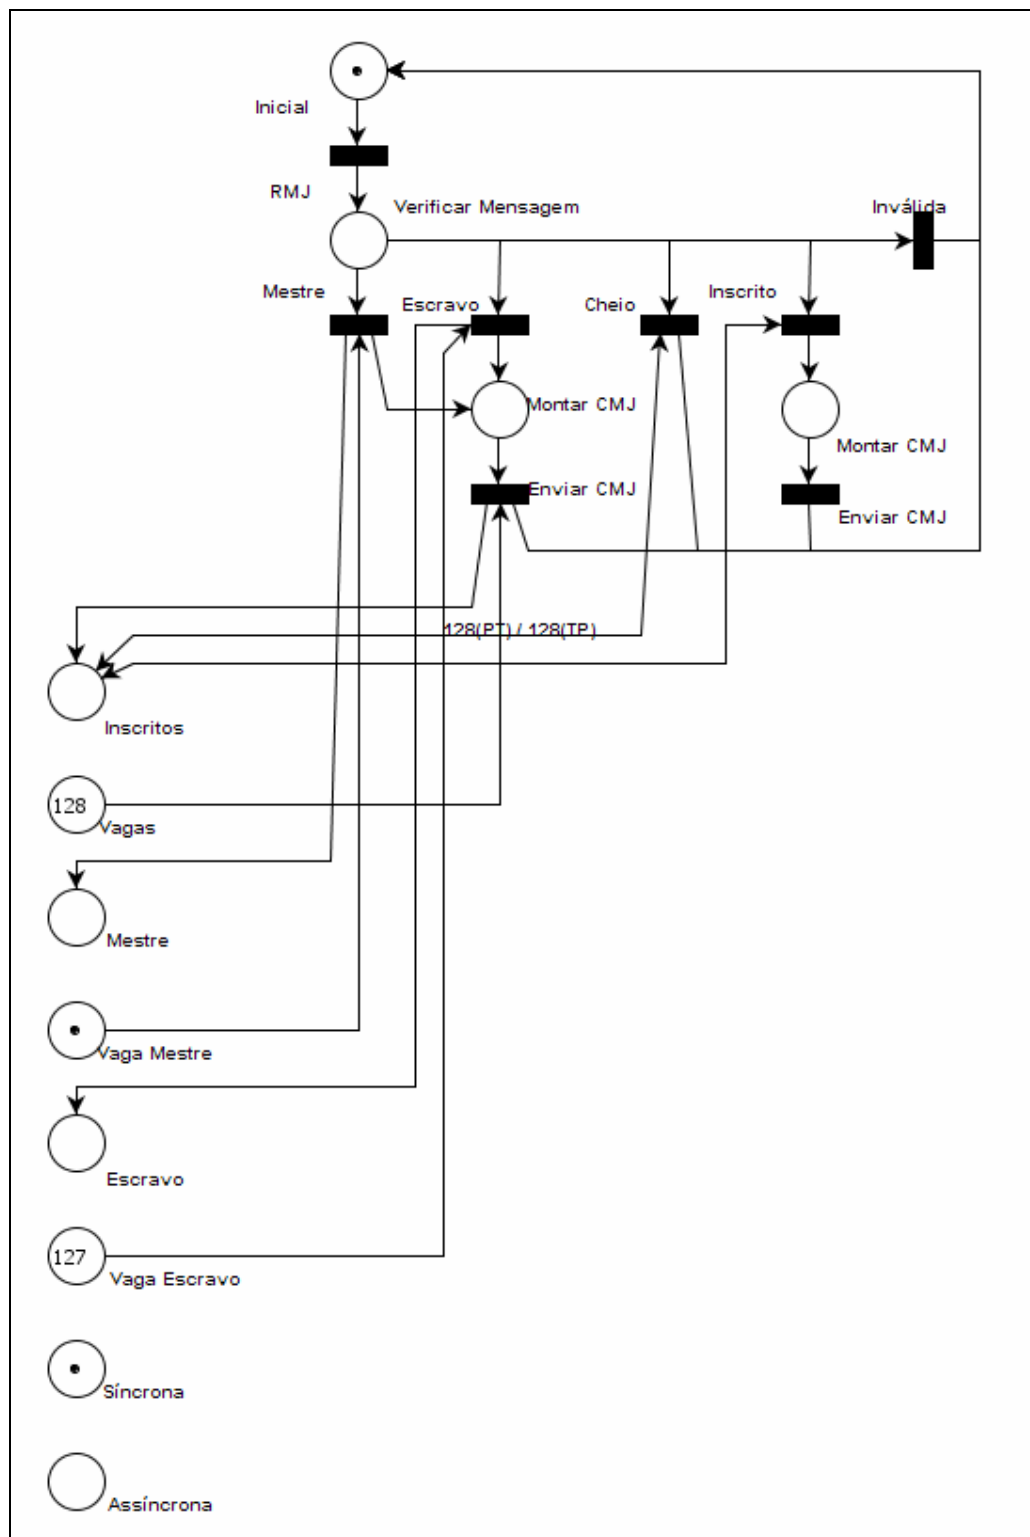 Inicial
RMJ
Verificar Mensagem
Inválida
Mestre
Escravo
Cheio
Inscrito
Montar CMJ
Montar CMJ
Enviar CMJ
Enviar CMJ
128(PT) / 128(TP)
Inscritos
128
Vagas
Mestre
Vaga Mestre
Escravo
127
Vaga Escravo
Síncrona
Assíncrona